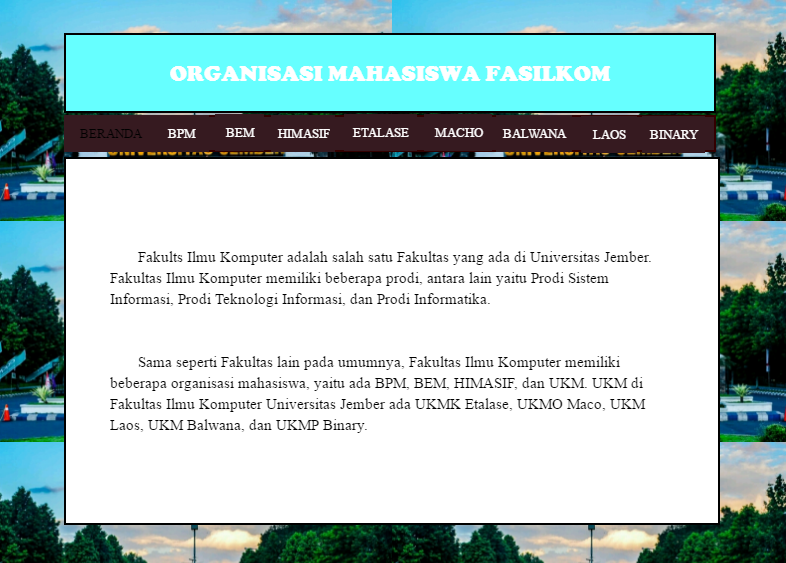 ORGANISASI MAHASISWA FASILKOM
BERANDA BPM BEM HIMASIF ETALASE MACHO BALWANA LAOS BINARY
Fakults Ilmu Komputer adalah salah satu Fakultas yang ada di Universitas Jember.
Fakultas Ilmu Komputer memiliki beberapa prodi, antara lain yaitu Prodi Sistem
Informasi, Prodi Teknologi Informasi, dan Prodi Informatika.
Sama seperti Fakultas lain pada umumnya, Fakultas Ilmu Komputer memiliki
beberapa organisasi mahasiswa, yaitu ada BPM, BEM, HIMASIF, dan UKM. UKM di
Fakultas Ilmu Komputer Universitas Jember ada UKMK Etalase, UKMO Maco, UKM
Laos, UKM Balwana, dan UKMP Binary.